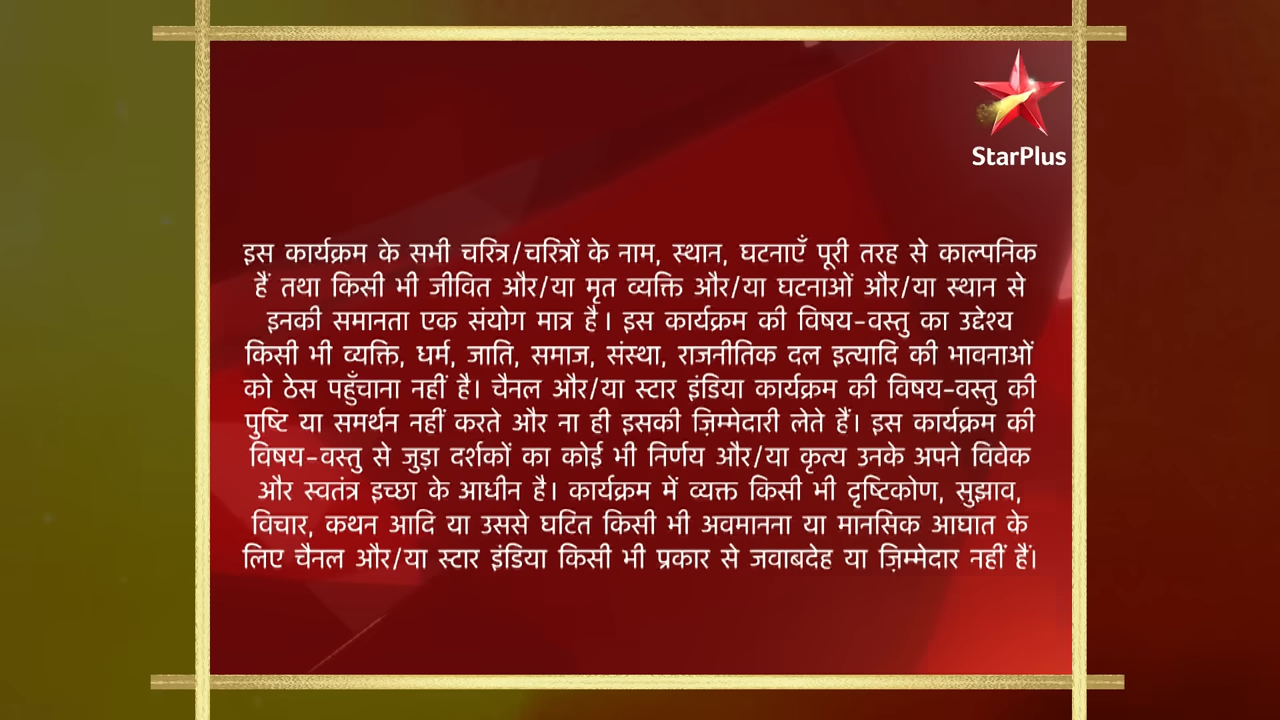 StarPlus
इस कार्यक्रम के सभी चरित्र/चरित्रों के नाम, स्थान, घटनाएँ पूरी तरह से काल्पनिक
हैं तथा किसी भी जीवित और/या मृत व्यक्ति और/या घटनाओं और/या स्थान से
इनकी समानता एक संयोग मात्र है। इस कार्यक्रम की विषय-वस्तु का उद्देश्य
किसी भी व्यक्ति, धर्म, जाति, समाज, संस्था, राजनीतिक दल इत्यादि की भावनाओं
को ठेस पहुँचाना नहीं है। चैनल और/या स्टार इंडिया कार्यक्रम की विषय-वस्तु की
पुष्टि या समर्थन नहीं करते और ना ही इसकी ज़िम्मेदारी लेते हैं। इस कार्यक्रम की
विषय-वस्तु से जुड़ा दर्शकों का कोई भी निर्णय और/या कृत्य उनके अपने विवेक
और स्वतंत्र इच्छा के आधीन है। कार्यक्रम में व्यक्त किसी भी दृष्टिकोण, सुझाव,
विचार, कथन आदि या उससे घटित किसी भी अवमानना या मानसिक आघात के
लिए चैनल और/या स्टार इंडिया किसी भी प्रकार से जवाबदेह या ज़िम्मेदार नहीं हैं।